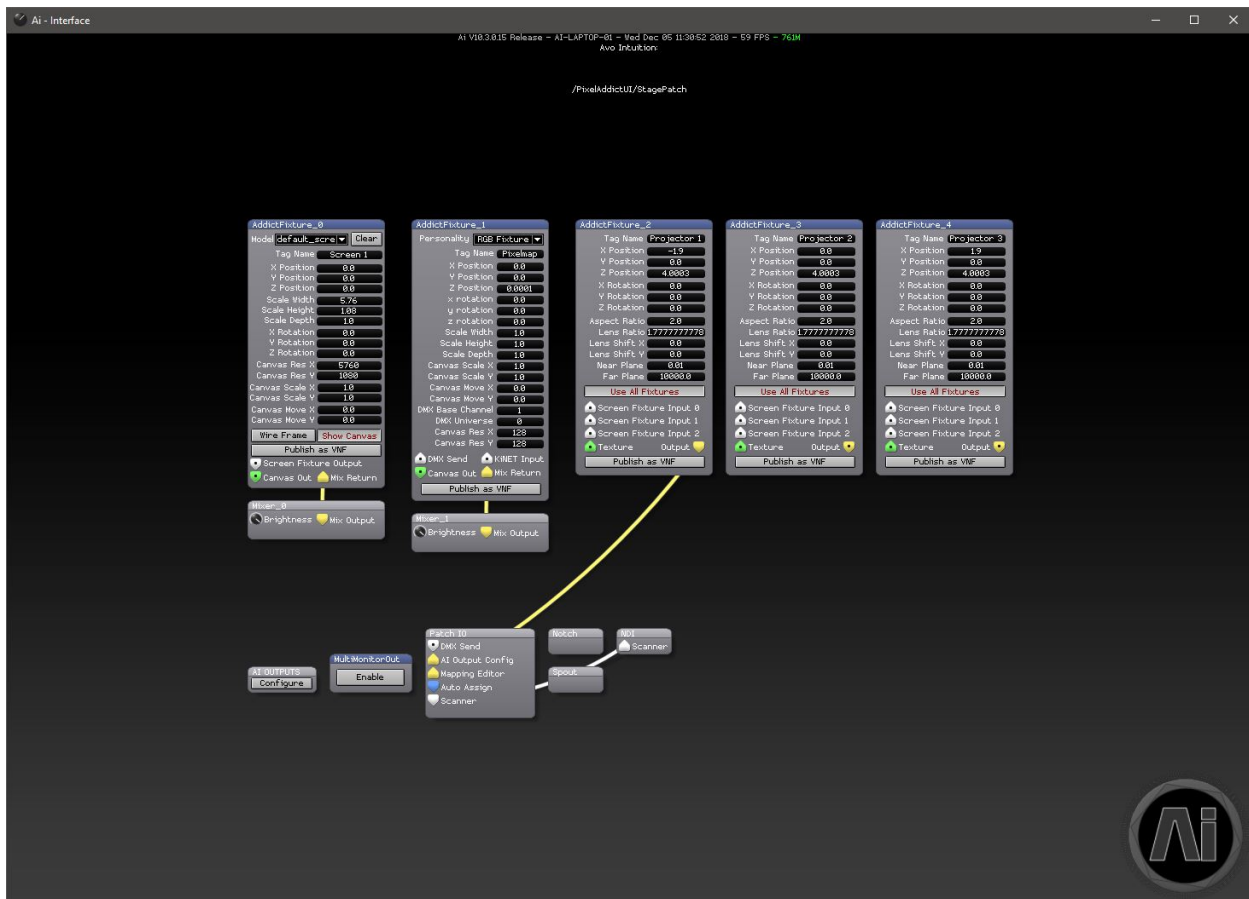 Ai - Interface
Ai V10.3.0.15 Release - AI-LAPTOP-01 - Wed Dec 05 11:30:52 2018 - 59 FPS - 761M
Avo Intuition:
/PixelAddictUI/StagePatch
AddictFixture_0
Model default_scre Clear
Tag Name Screen 1
X Position 0.0
Y Position 0.0
Z Position 0.0
Scale Width 5.76
Scale Height 1.08
Scale Depth 1.0
X Rotation 0.0
Y Rotation 0.0
Z Rotation 0.0
Canvas Res X 5760
Canvas Res Y 1080
Canvas Scale X 1.0
Canvas Scale Y 1.0
Canvas Move X 0.0
Canvas Move Y 0.0
Wire Frame Show Canvas
Publish as VNF
Screen Fixture Output
Canvas Out Mix Return
Mixer_0
Brightness Mix Output
AddictFixture_1
Personality RGB Fixture
Tag Name Pixelmap
X Position 0.0
Y Position 0.0
Z Position 0.0001
x rotation 0.0
y rotation 0.0
z rotation 0.0
Scale Width 1.0
Scale Height 1.0
Scale Depth 1.0
Canvas Scale X 1.0
Canvas Scale Y 1.0
Canvas Move X 0.0
Canvas Move Y 0.0
DMX Base Channel 1
DMX Universe 0
Canvas Res X 128
Canvas Res Y 128
DMX Send KiNET Input
Canvas Out Mix Return
Publish as VNF
Mixer_1
Brightness Mix Output
AddictFixture_2
Tag Name Projector 1
X Position -1.9
Y Position 0.0
Z Position 4.0003
X Rotation 0.0
Y Rotation 0.0
Z Rotation 0.0
Aspect Ratio 2.0
Lens Ratio 1.7777777778
Lens Shift X 0.0
Lens Shift Y 0.0
Near Plane 0.01
Far Plane 10000.0
Use All Fixtures
Screen Fixture Input 0
Screen Fixture Input 1
Screen Fixture Input 2
Texture Output
Publish as VNF
AddictFixture_3
Tag Name Projector 2
X Position 0.0
Y Position 0.0
Z Position 4.0003
X Rotation 0.0
Y Rotation 0.0
Z Rotation 0.0
Aspect Ratio 2.0
Lens Ratio 1.7777777778
Lens Shift X 0.0
Lens Shift Y 0.0
Near Plane 0.01
Far Plane 10000.0
Use All Fixtures
Screen Fixture Input 0
Screen Fixture Input 1
Screen Fixture Input 2
Texture Output
Publish as VNF
AddictFixture_4
Tag Name Projector 3
X Position 1.9
Y Position 0.0
Z Position 4.0003
X Rotation 0.0
Y Rotation 0.0
Z Rotation 0.0
Aspect Ratio 2.0
Lens Ratio 1.7777777778
Lens Shift X 0.0
Lens Shift Y 0.0
Near Plane 0.01
Far Plane 10000.0
Use All Fixtures
Screen Fixture Input 0
Screen Fixture Input 1
Screen Fixture Input 2
Texture Output
Publish as VNF
AI OUTPUTS
Configure
MultiMonitorOut
Enable
Patch IO
DMX Send
AI Output Config
Mapping Editor
Auto Assign
Scanner
Notch
Spout
NDI
Scanner
Ai